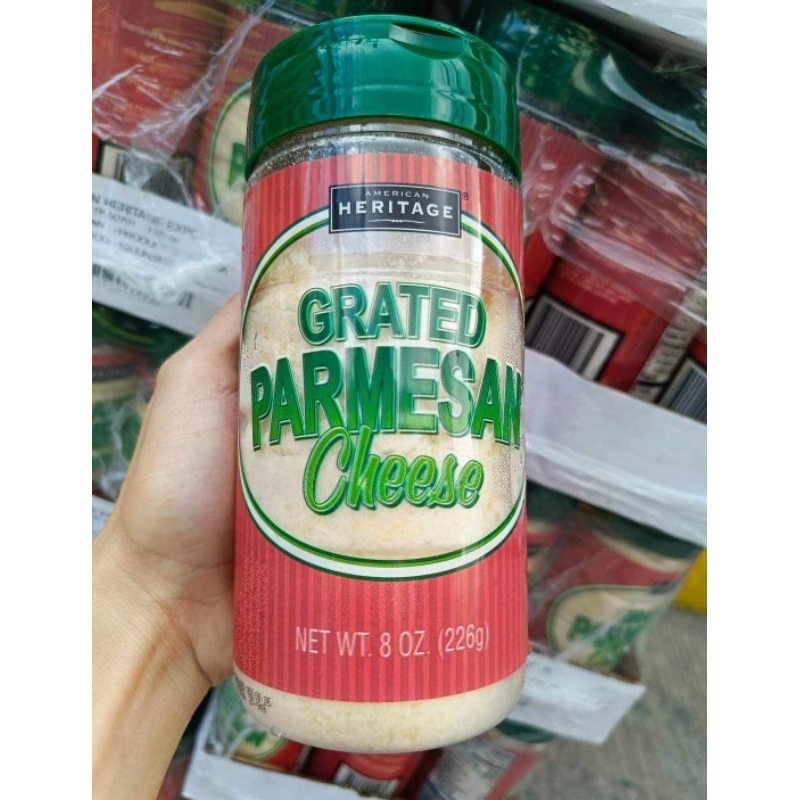 AMERICAN
HERITAGE®
GRATED
PARMESAN
Cheese
NET WT. 8 OZ. (226g)